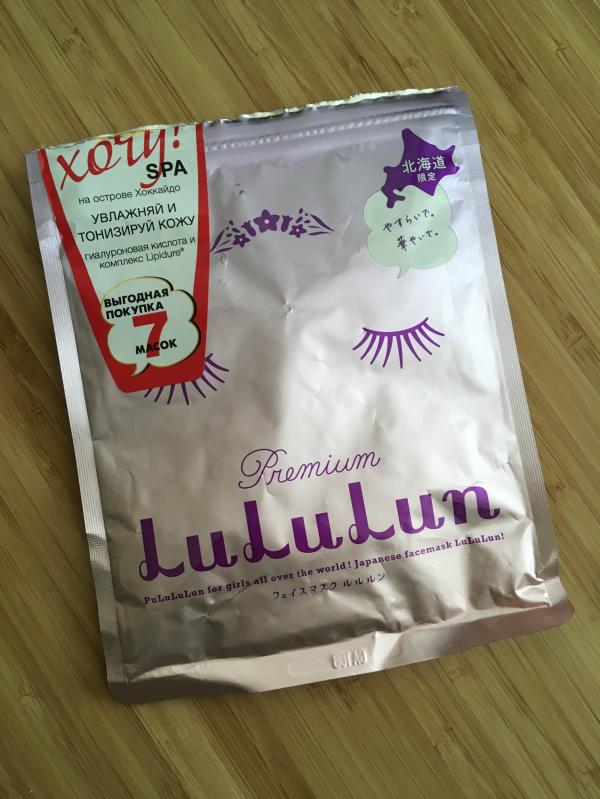 хочу!
SPA
на острове Хоккайдо
УВЛАЖНЯЙ И
ТОНИЗИРУЙ КОЖУ
гиалуроновая кислота и
комплекс Lipidure®
ВЫГОДНАЯ
ПОКУПКА
7
МАСОК
北海道
限定
やすらいで。
華やいで。
Premium
LuLuLun
PuLuLuLun for girls all over the world! Japanese facemask LuLuLun!
フェイスマスク ルルルン